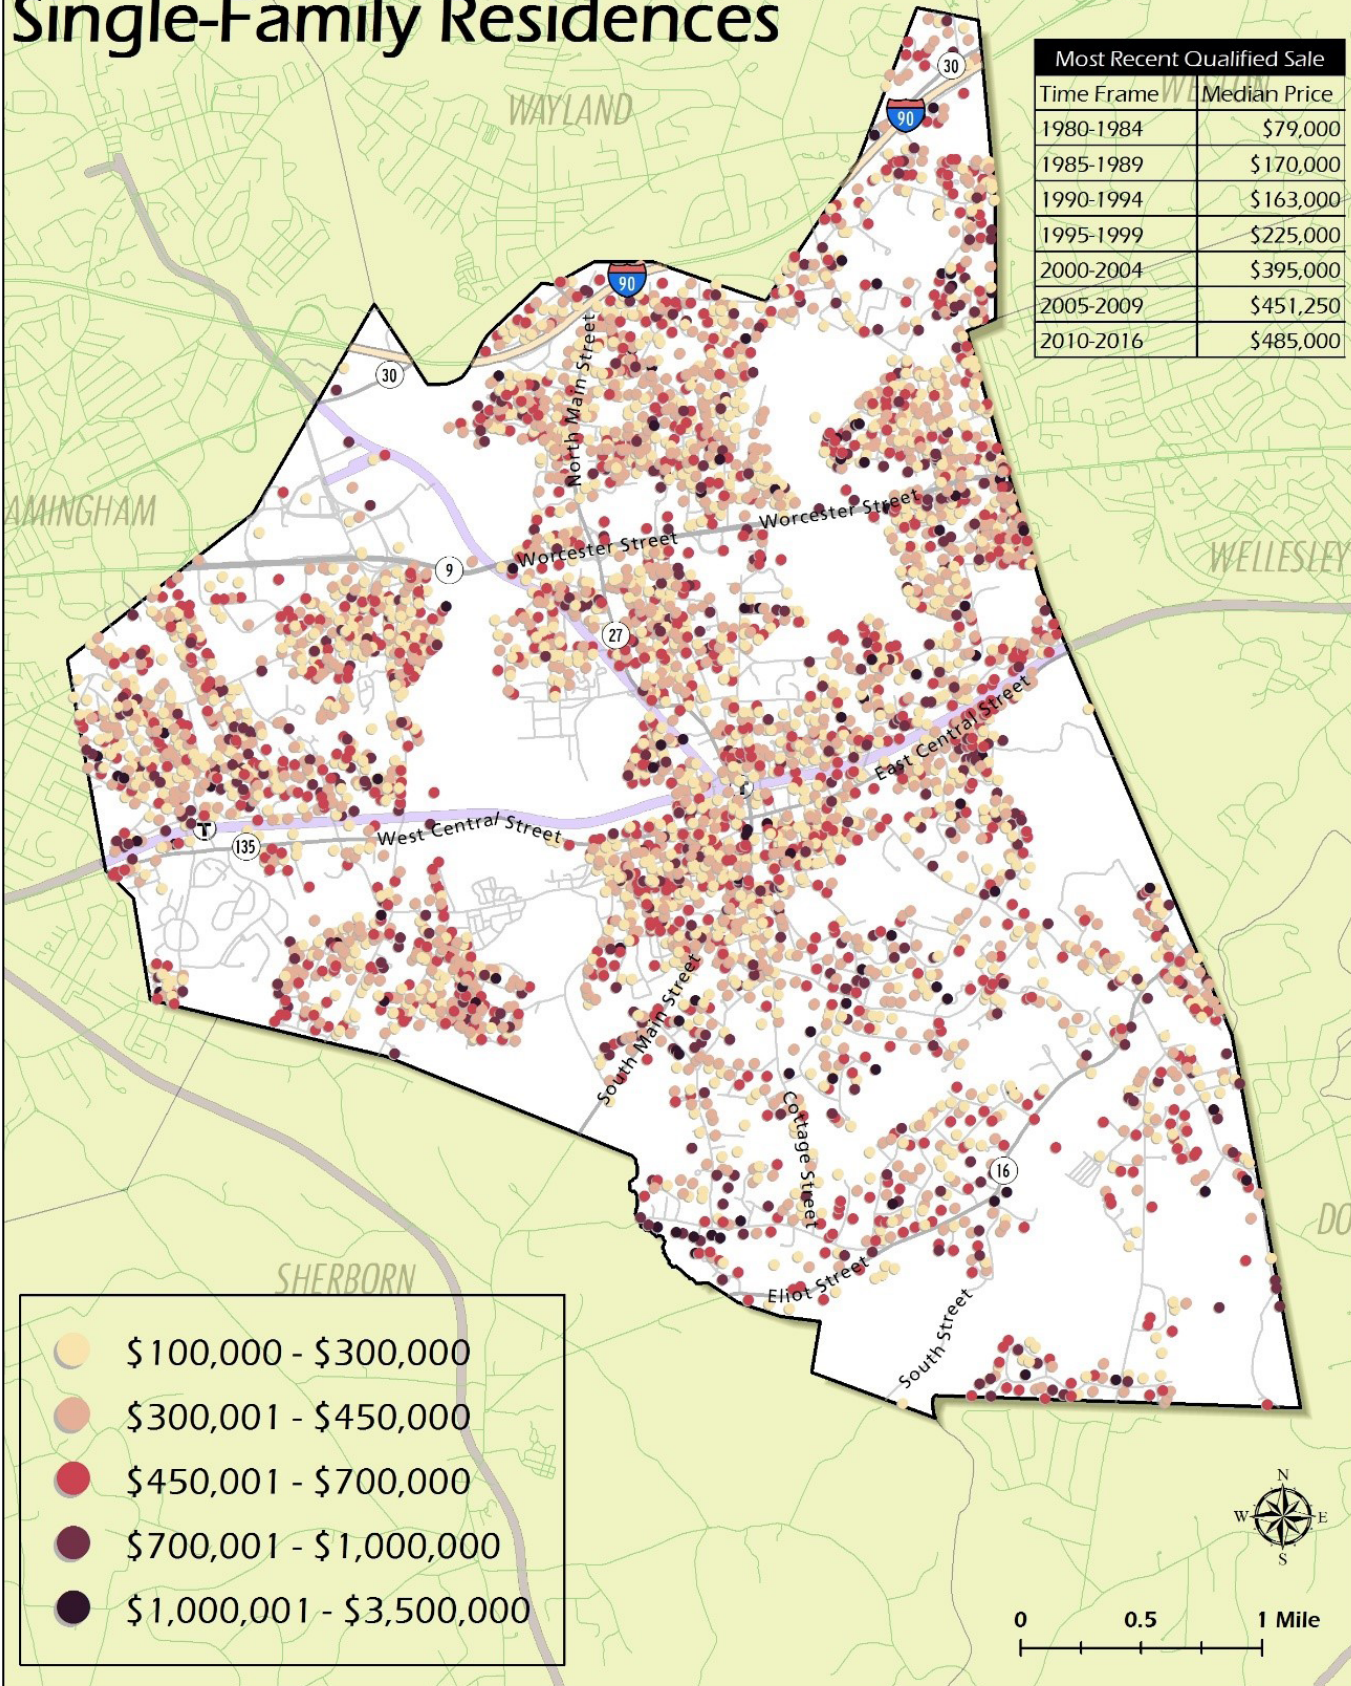 Single-Family Residences
Most Recent Qualified Sale
Time Frame Median Price
1980-1984 $79,000
1985-1989 $170,000
1990-1994 $163,000
1995-1999 $225,000
2000-2004 $395,000
2005-2009 $451,250
2010-2016 $485,000
WESTON
WAYLAND
30
90
90
30
North Main Street
AMINGHAM
Worcester Street
Worcester Street
WELLESLEY
9
27
East Central Street
T
T
135
West Central Street
South Main Street
Cottage Street
16
DO
SHERBORN
Eliot Street
South Street
$100,000 - $300,000
$300,001 - $450,000
$450,001 - $700,000
$700,001 - $1,000,000
$1,000,001 - $3,500,000
N
W E
S
0 0.5 1 Mile